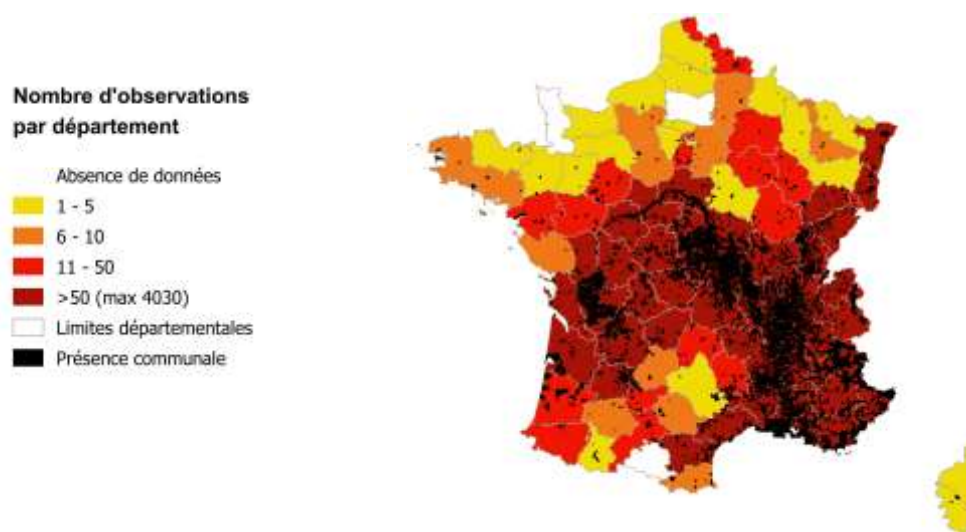 Nombre d'observations
par département
Absence de données
1 - 5
6 - 10
11 - 50
>50 (max 4030)
Limites départementales
Présence communale